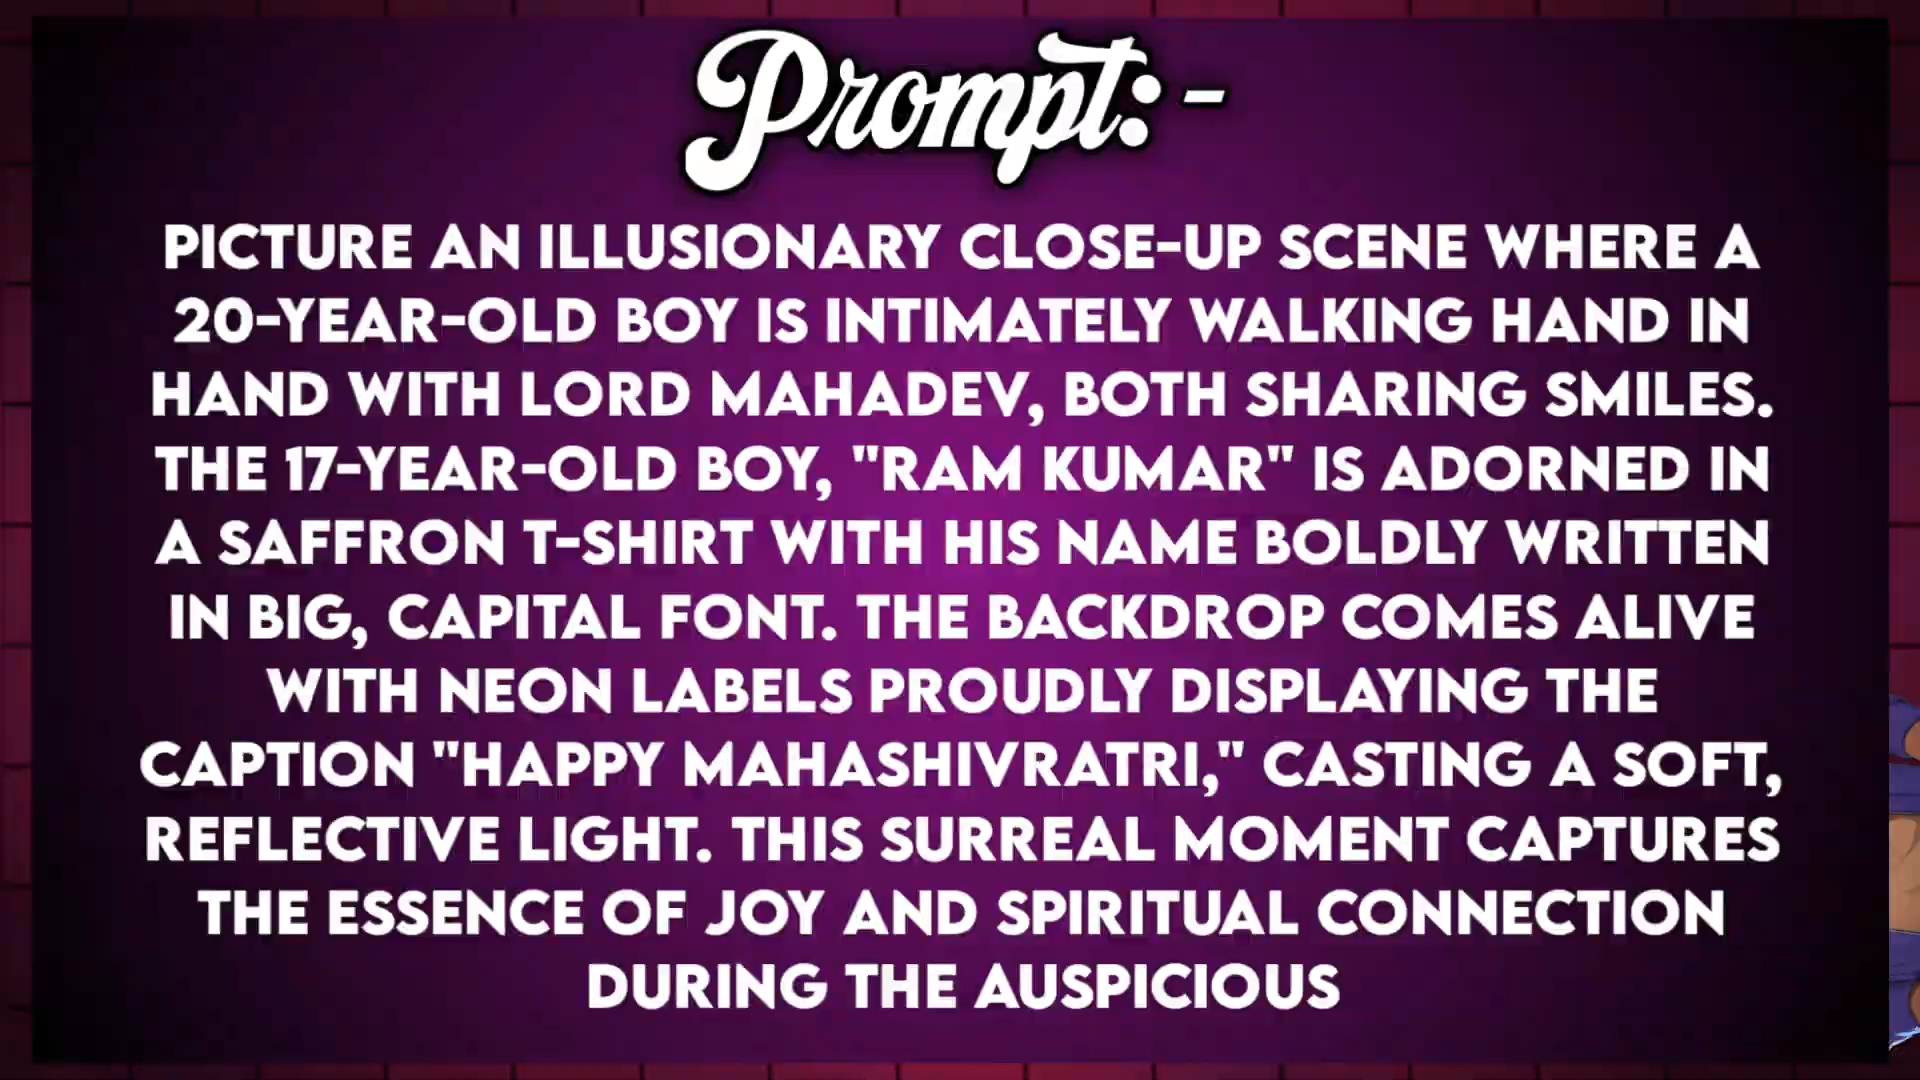 Prompt:-
PICTURE AN ILLUSIONARY CLOSE-UP SCENE WHERE A
20-YEAR-OLD BOY IS INTIMATELY WALKING HAND IN
HAND WITH LORD MAHADEV, BOTH SHARING SMILES.
THE 17-YEAR-OLD BOY, "RAM KUMAR" IS ADORNED IN
A SAFFRON T-SHIRT WITH HIS NAME BOLDLY WRITTEN
IN BIG, CAPITAL FONT. THE BACKDROP COMES ALIVE
WITH NEON LABELS PROUDLY DISPLAYING THE
CAPTION "HAPPY MAHASHIVRATRI," CASTING A SOFT,
REFLECTIVE LIGHT. THIS SURREAL MOMENT CAPTURES
THE ESSENCE OF JOY AND SPIRITUAL CONNECTION
DURING THE AUSPICIOUS